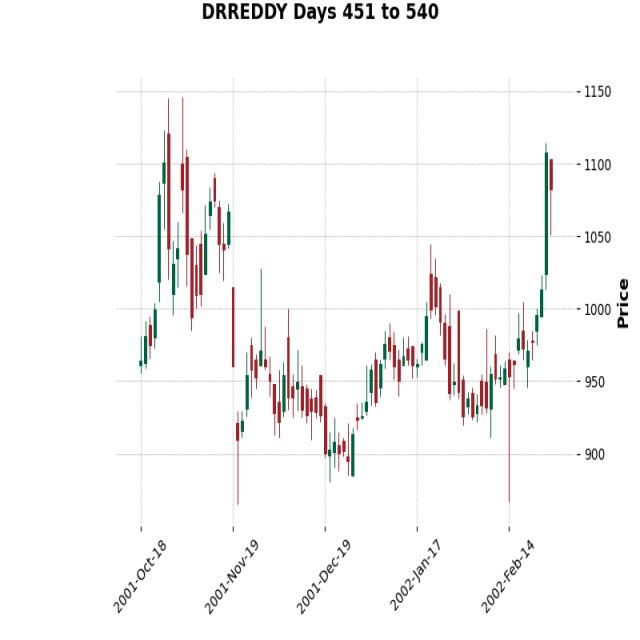 DRREDDY Days 451 to 540
1150
1100
1050
1000
950
900
Price
2001-Oct-18
2001-Nov-19
2001-Dec-19
2002-Jan-17
2002-Feb-14